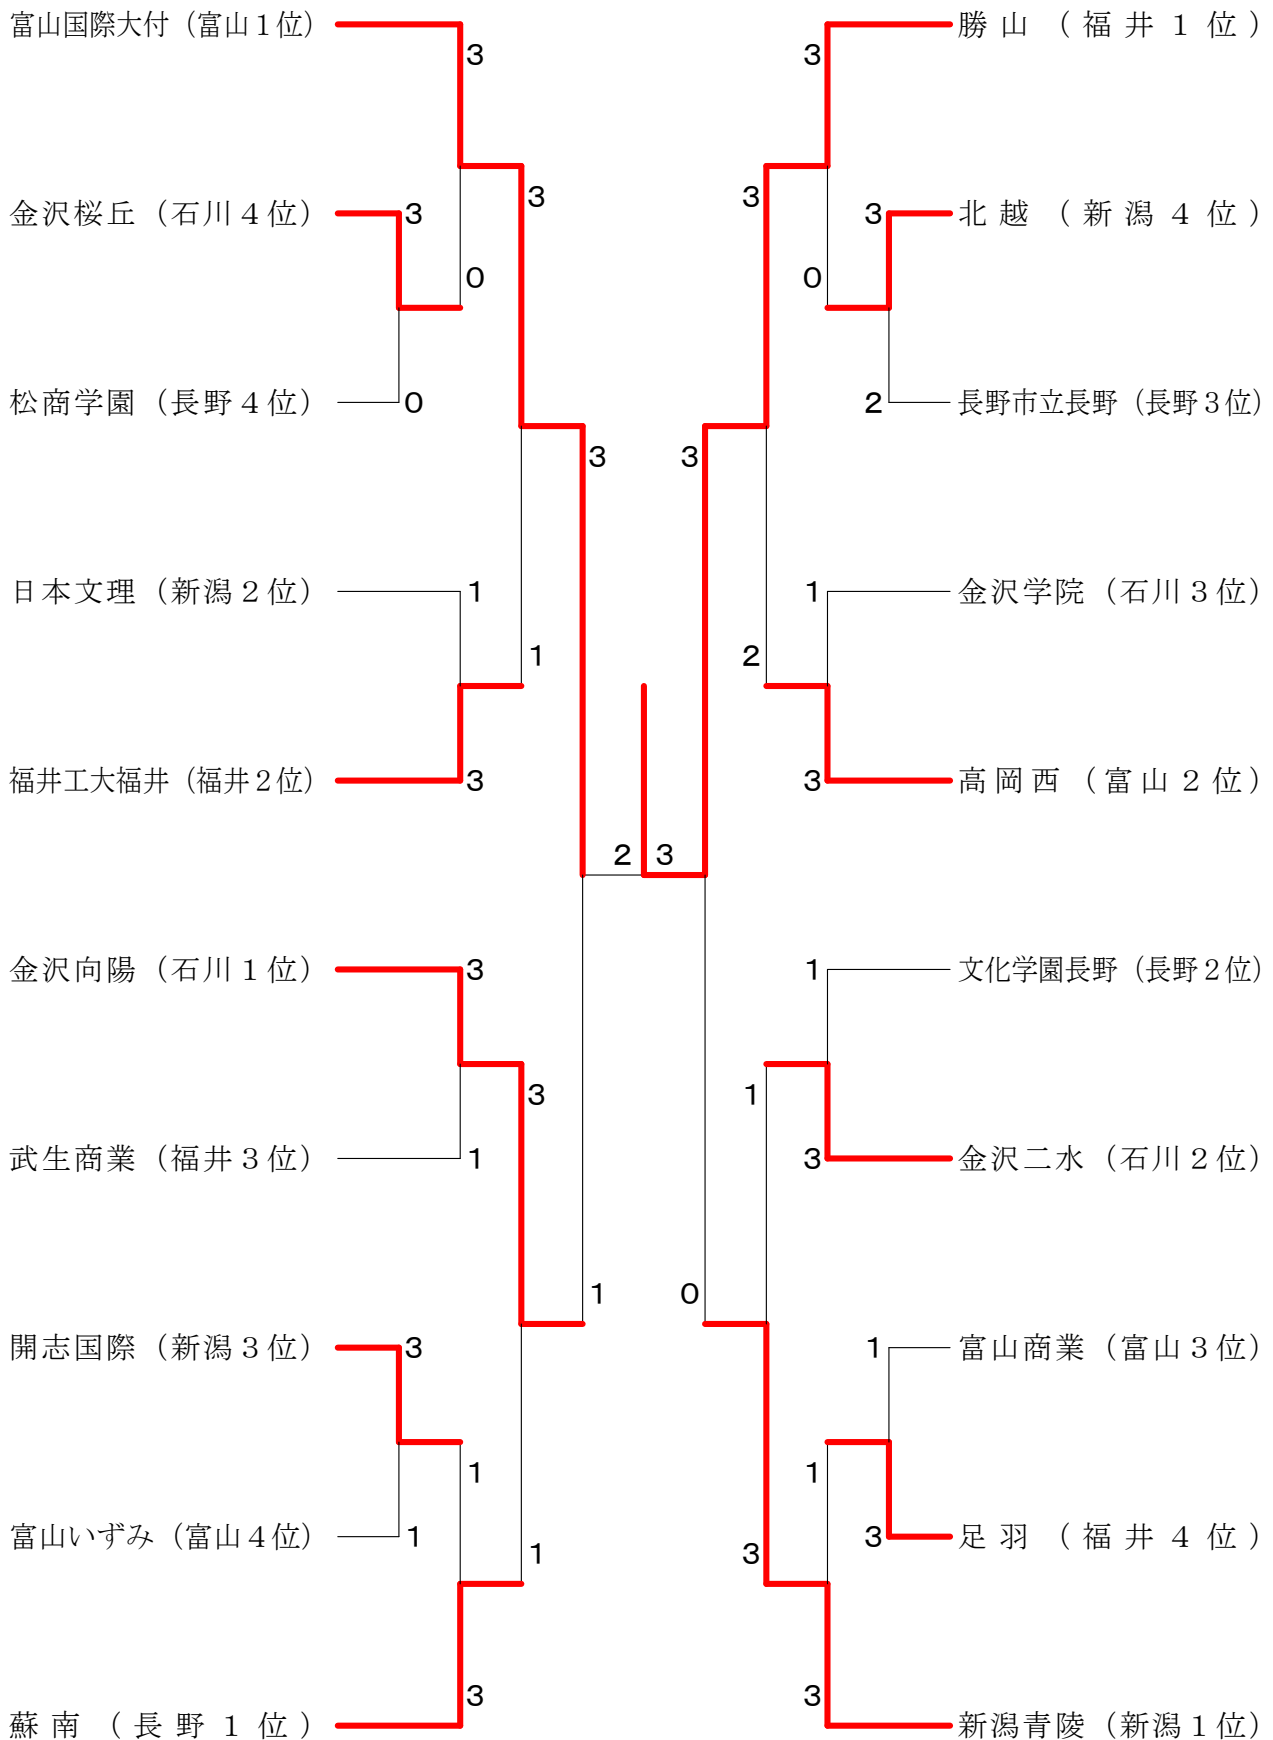 富山国際大付（富山１位）
3
金沢桜丘（石川４位）
3
0
松商学園（長野４位）
0
3
日本文理（新潟２位）
1
1
福井工大福井（福井２位）
3
3
金沢向陽（石川１位）
3
3
武生商業（福井３位）
1
1
開志国際（新潟３位）
3
1
富山いずみ（富山４位）
1
1
蘇南（長野１位）
3
2
3
勝山（福井１位）
3
3
北越（新潟４位）
3
0
長野市立長野（長野３位）
2
3
金沢学院（石川３位）
1
2
高岡西（富山２位）
3
文化学園長野（長野２位）
1
1
金沢二水（石川２位）
3
0
富山商業（富山３位）
1
1
足羽（福井４位）
3
3
新潟青陵（新潟１位）
3